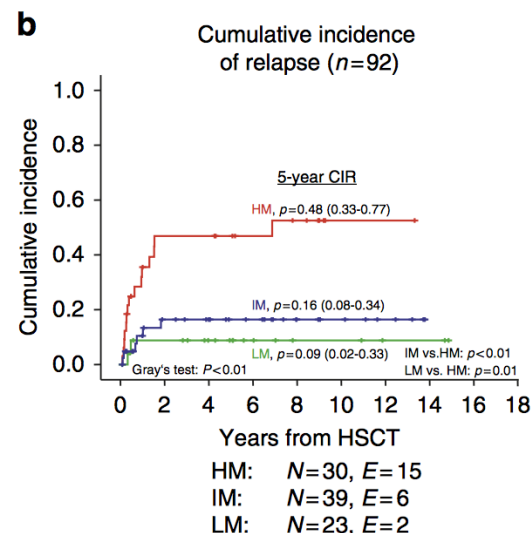 b
Cumulative incidence
of relapse (n=92)
Cumulative incidence
1.0
0.8
0.6
0.4
0.2
0.0
5-year CIR
HM, p=0.48 (0.33-0.77)
IM, p=0.16 (0.08-0.34)
LM, p=0.09 (0.02-0.33)
IM vs.HM: p<0.01
LM vs. HM: p=0.01
Gray's test: P<0.01
0 2 4 6 8 10 12 14 16 18
Years from HSCT
HM: N=30, E=15
IM: N=39, E=6
LM: N=23, E=2